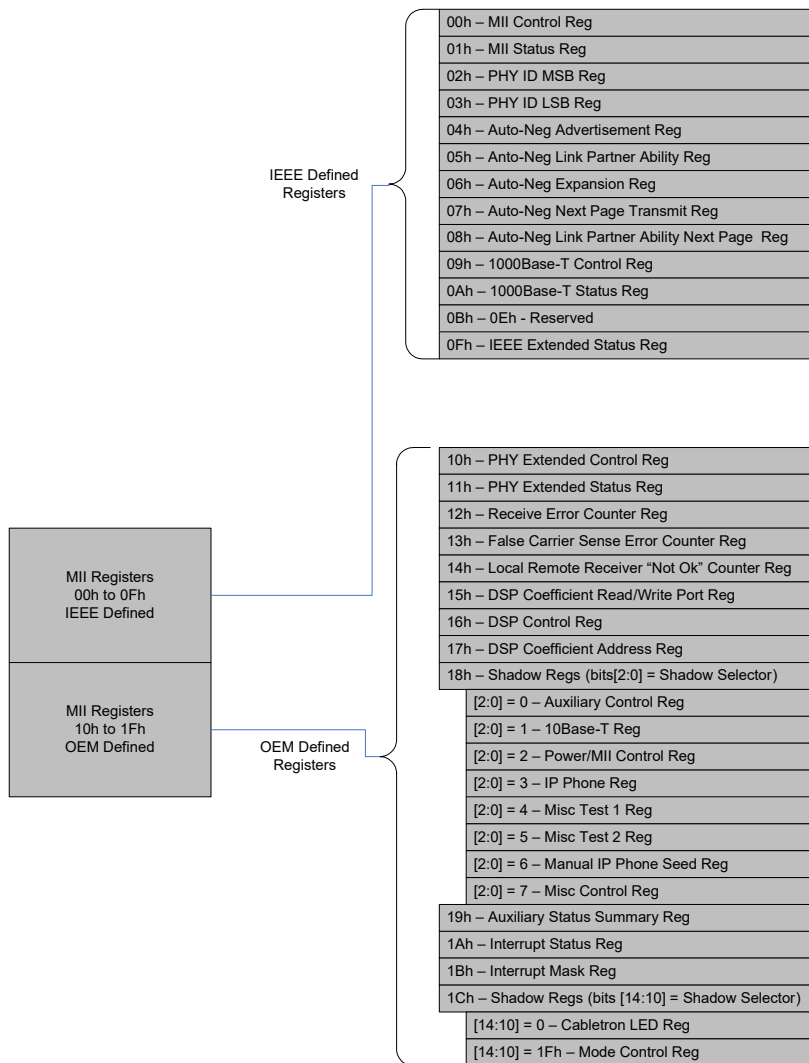 00h – MII Control Reg
01h – MII Status Reg
02h – PHY ID MSB Reg
03h – PHY ID LSB Reg
04h – Auto-Neg Advertisement Reg
05h – Anto-Neg Link Partner Ability Reg
06h – Auto-Neg Expansion Reg
07h – Auto-Neg Next Page Transmit Reg
08h – Auto-Neg Link Partner Ability Next Page Reg
09h – 1000Base-T Control Reg
0Ah – 1000Base-T Status Reg
0Bh – 0Eh - Reserved
0Fh – IEEE Extended Status Reg
IEEE Defined
Registers
MII Registers
00h to 0Fh
IEEE Defined
MII Registers
10h to 1Fh
OEM Defined
OEM Defined
Registers
10h – PHY Extended Control Reg
11h – PHY Extended Status Reg
12h – Receive Error Counter Reg
13h – False Carrier Sense Error Counter Reg
14h – Local Remote Receiver “Not Ok” Counter Reg
15h – DSP Coefficient Read/Write Port Reg
16h – DSP Control Reg
17h – DSP Coefficient Address Reg
18h – Shadow Regs (bits[2:0] = Shadow Selector)
[2:0] = 0 – Auxiliary Control Reg
[2:0] = 1 – 10Base-T Reg
[2:0] = 2 – Power/MII Control Reg
[2:0] = 3 – IP Phone Reg
[2:0] = 4 – Misc Test 1 Reg
[2:0] = 5 – Misc Test 2 Reg
[2:0] = 6 – Manual IP Phone Seed Reg
[2:0] = 7 – Misc Control Reg
19h – Auxiliary Status Summary Reg
1Ah – Interrupt Status Reg
1Bh – Interrupt Mask Reg
1Ch – Shadow Regs (bits [14:10] = Shadow Selector)
[14:10] = 0 – Cabletron LED Reg
[14:10] = 1Fh – Mode Control Reg